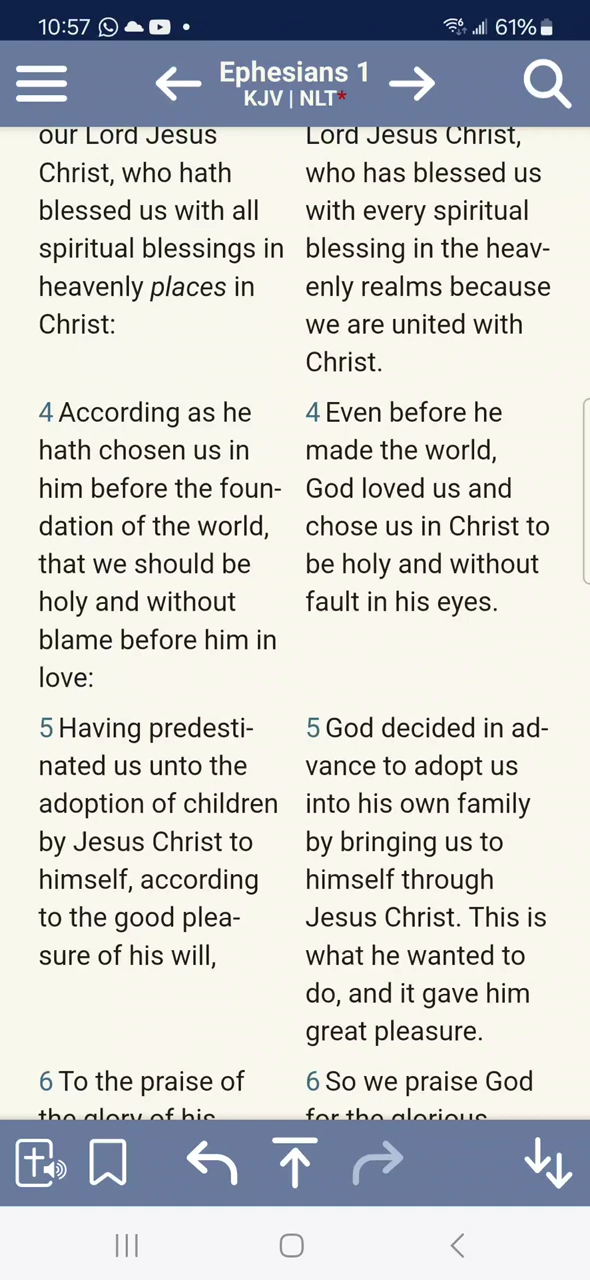 10:57 61%
Ephesians 1
KJV | NLT*
our Lord Jesus
Christ, who hath
blessed us with all
spiritual blessings in
heavenly places in
Christ:
4 According as he
hath chosen us in
him before the foun-
dation of the world,
that we should be
holy and without
blame before him in
love:
5 Having predesti-
nated us unto the
adoption of children
by Jesus Christ to
himself, according
to the good plea-
sure of his will,
6 To the praise of
the glory of his
Lord Jesus Christ,
who has blessed us
with every spiritual
blessing in the heav-
enly realms because
we are united with
Christ.
4 Even before he
made the world,
God loved us and
chose us in Christ to
be holy and without
fault in his eyes.
5 God decided in ad-
vance to adopt us
into his own family
by bringing us to
himself through
Jesus Christ. This is
what he wanted to
do, and it gave him
great pleasure.
6 So we praise God
for the glorious